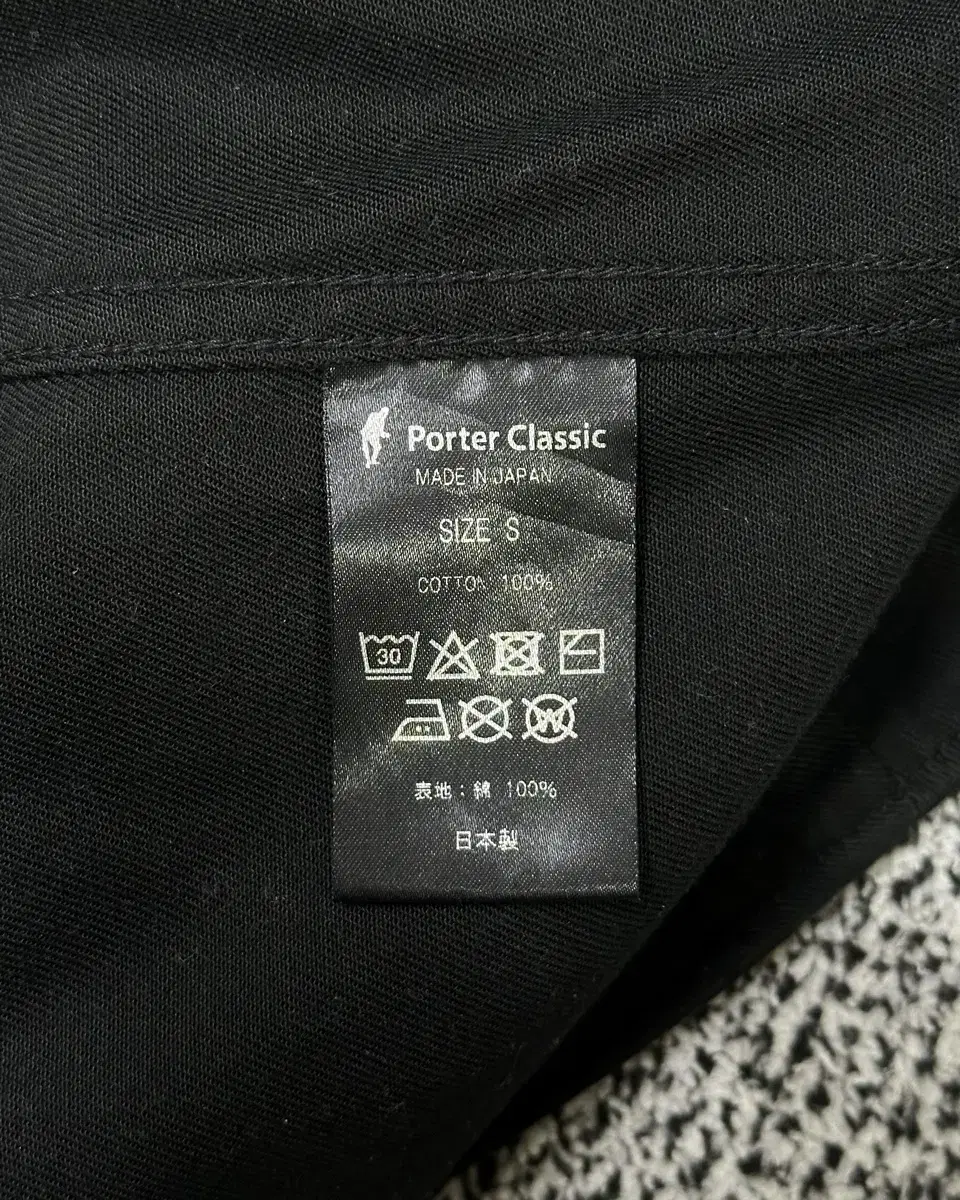 Porter Classic
MADE IN JAPAN
SIZE S
COTTON 100%
30
W
表地：綿 100%
日本製